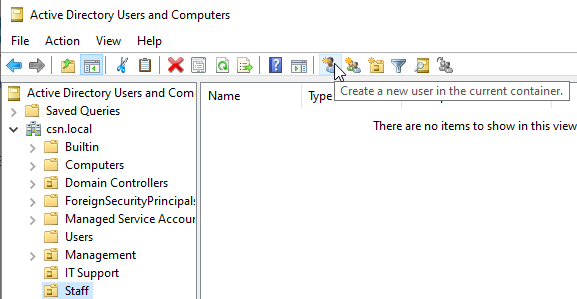 Active Directory Users and Computers
File Action View Help
Create a new user in the current container.
Active Directory Users and Com
Name Type
Saved Queries
There are no items to show in this view
csn.local
Builtin
Computers
Domain Controllers
ForeignSecurityPrincipals
Managed Service Accoun
Users
Management
IT Support
Staff